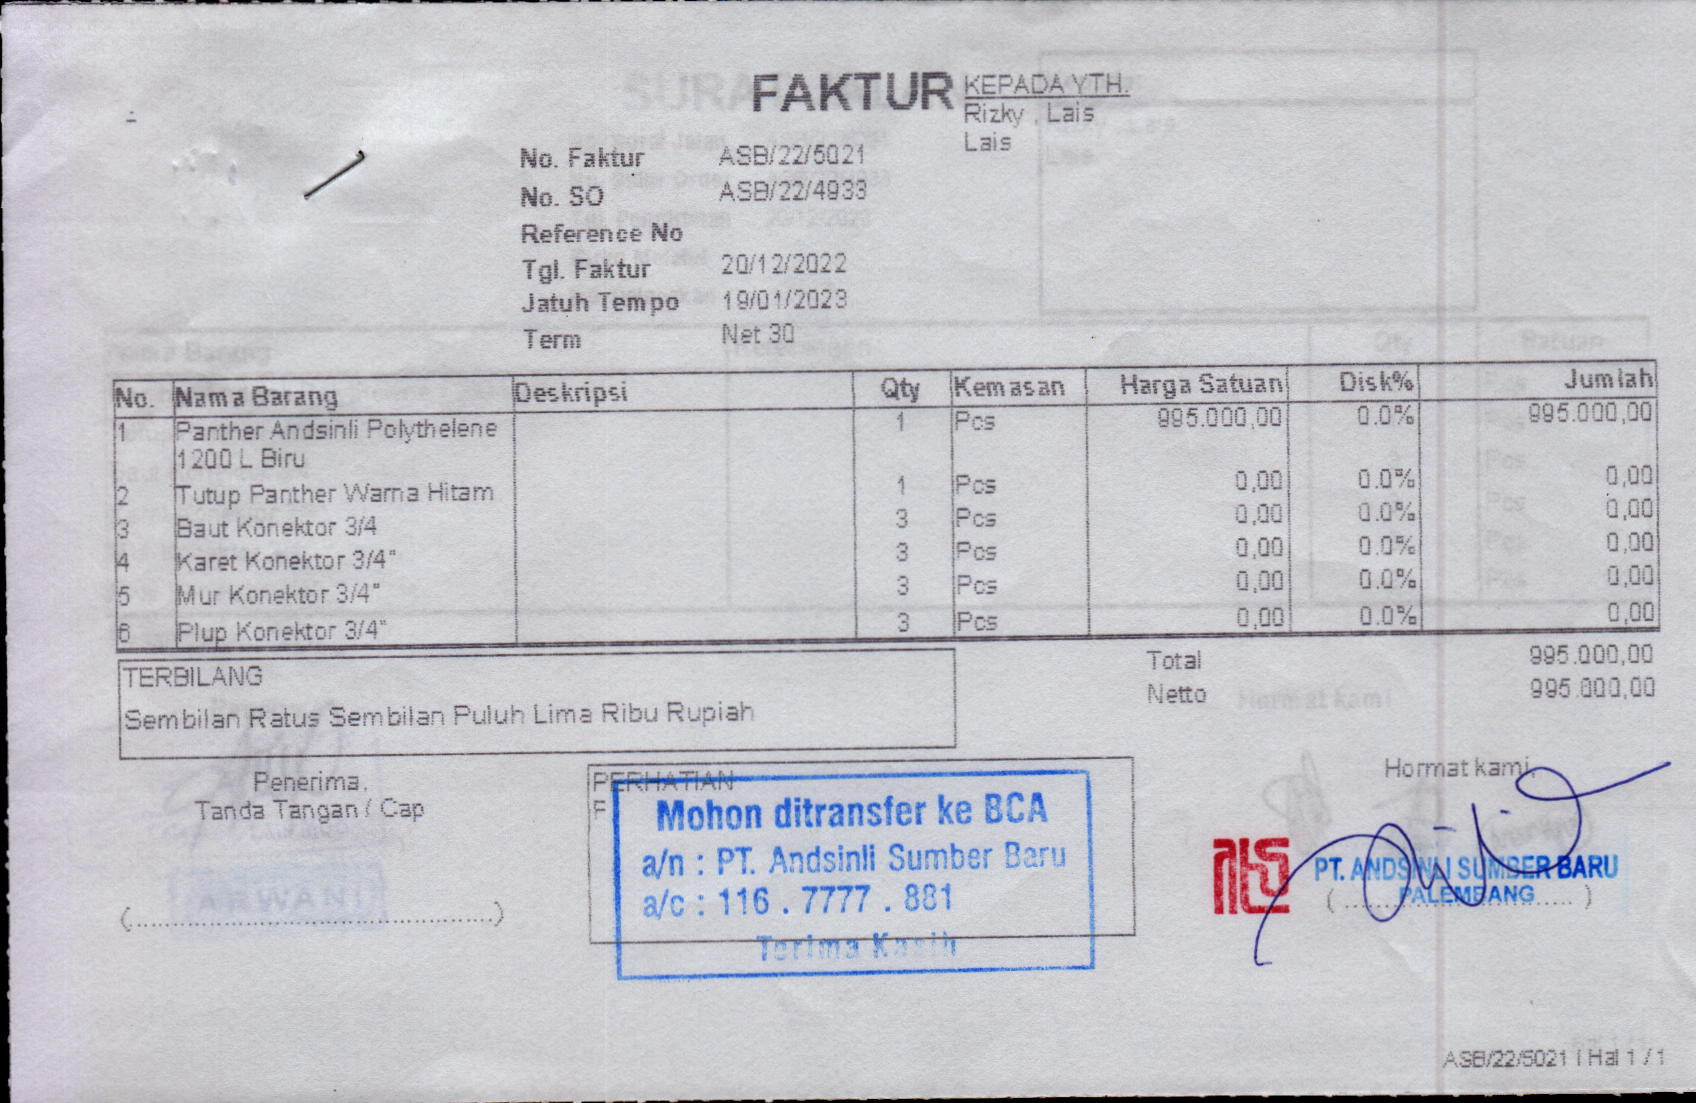 FAKTUR
KEPADA YTH.
Rizky , Lais
Lais
No. Faktur ASB/22/5021
No. SO ASB/22/4933
Reference No
Tgl. Faktur 20/12/2022
Jatuh Tempo 19/01/2023
Term Net 30
No. Nama Barang Deskripsi Qty Kemasan Harga Satuan Disk% Jumlah
1 Panther Andsinli Polythelene 1 Pcs 995.000,00 0.0% 995.000,00
1200 L Biru
2 Tutup Panther Warna Hitam 1 Pcs 0,00 0.0% 0,00
3 Baut Konektor 3/4 3 Pcs 0,00 0.0% 0,00
4 Karet Konektor 3/4" 3 Pcs 0,00 0.0% 0,00
5 Mur Konektor 3/4" 3 Pcs 0,00 0.0% 0,00
6 Plup Konektor 3/4" 3 Pcs 0,00 0.0% 0,00
TERBILANG
Sembilan Ratus Sembilan Puluh Lima Ribu Rupiah
Total 995.000,00
Netto 995.000,00
Penerima,
Tanda Tangan / Cap
(..................................................)
PERHATIAN
F
Mohon ditransfer ke BCA
a/n : PT. Andsinli Sumber Baru
a/c : 116 . 7777 . 881
Terima Kasih
Hormat kami,
PT. ANDSINLI SUMBER BARU
PALEMBANG
ASB/22/5021 | Hal 1 / 1